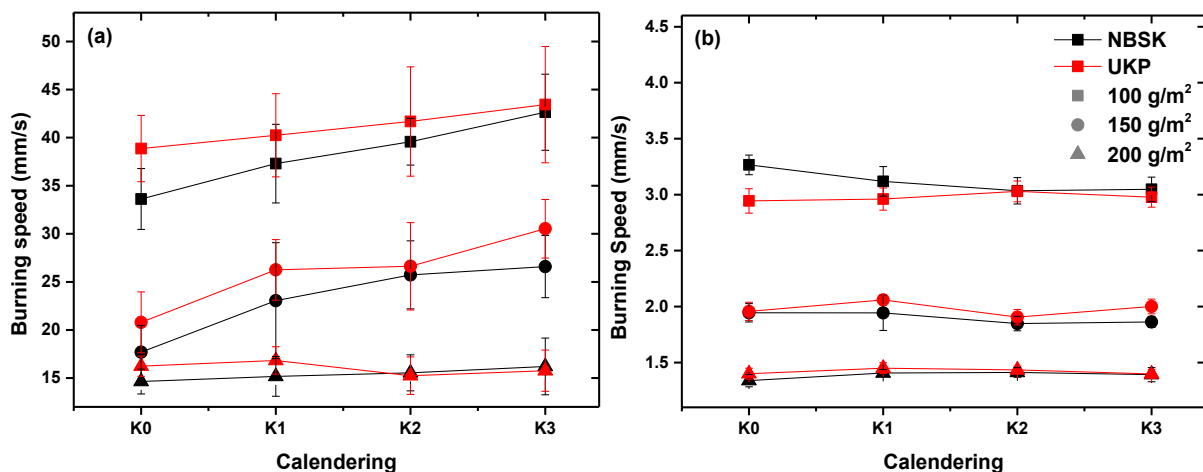 (a)
Burning speed (mm/s)
50
45
40
35
30
25
20
15
K0 K1 K2 K3
Calendering
(b)
Burning Speed (mm/s)
4.5
4.0
3.5
3.0
2.5
2.0
1.5
K0 K1 K2 K3
Calendering
NBSK
UKP
100 g/m²
150 g/m²
200 g/m²